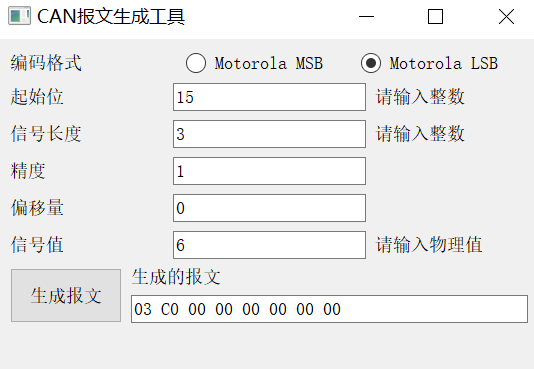 CAN报文生成工具
编码格式 Motorola MSB Motorola LSB
起始位 15 请输入整数
信号长度 3 请输入整数
精度 1
偏移量 0
信号值 6 请输入物理值
生成报文
生成的报文
03 C0 00 00 00 00 00 00